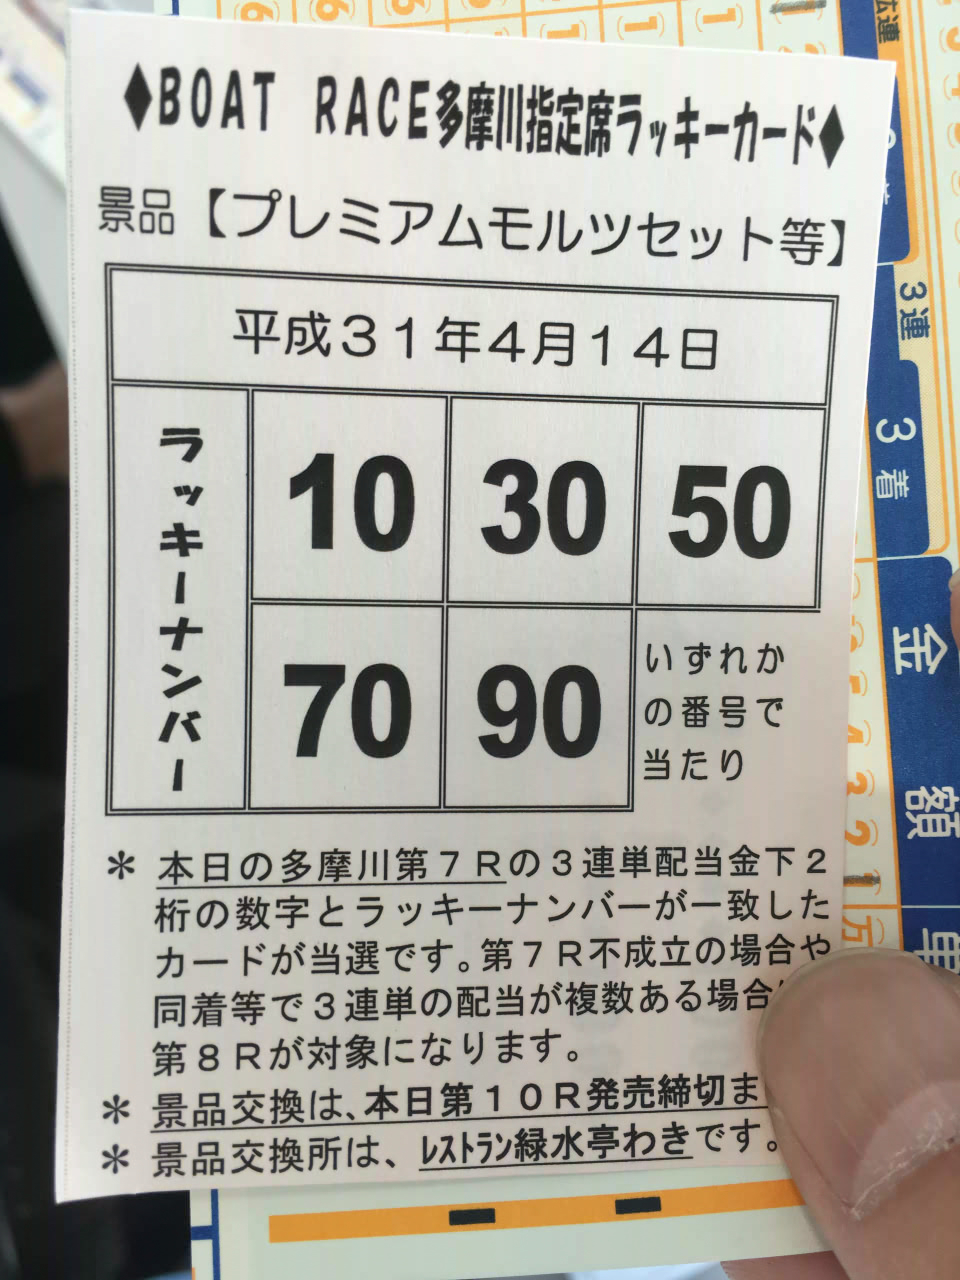 ♦BOAT RACE多摩川指定席ラッキーカード♦
景品【プレミアムモルツセット等】
平成31年4月14日
ラッキーナンバー
10 30 50
70 90
いずれか
の番号で
当たり
＊ 本日の多摩川第7Rの3連単配当金下2
桁の数字とラッキーナンバーが一致した
カードが当選です。第7R不成立の場合や
同着等で3連単の配当が複数ある場合
第8Rが対象になります。
＊ 景品交換は、本日第10R発売締切ま
＊ 景品交換所は、ﾚｽﾄﾗﾝ緑水亭わきです。
3連
3着
金額
万